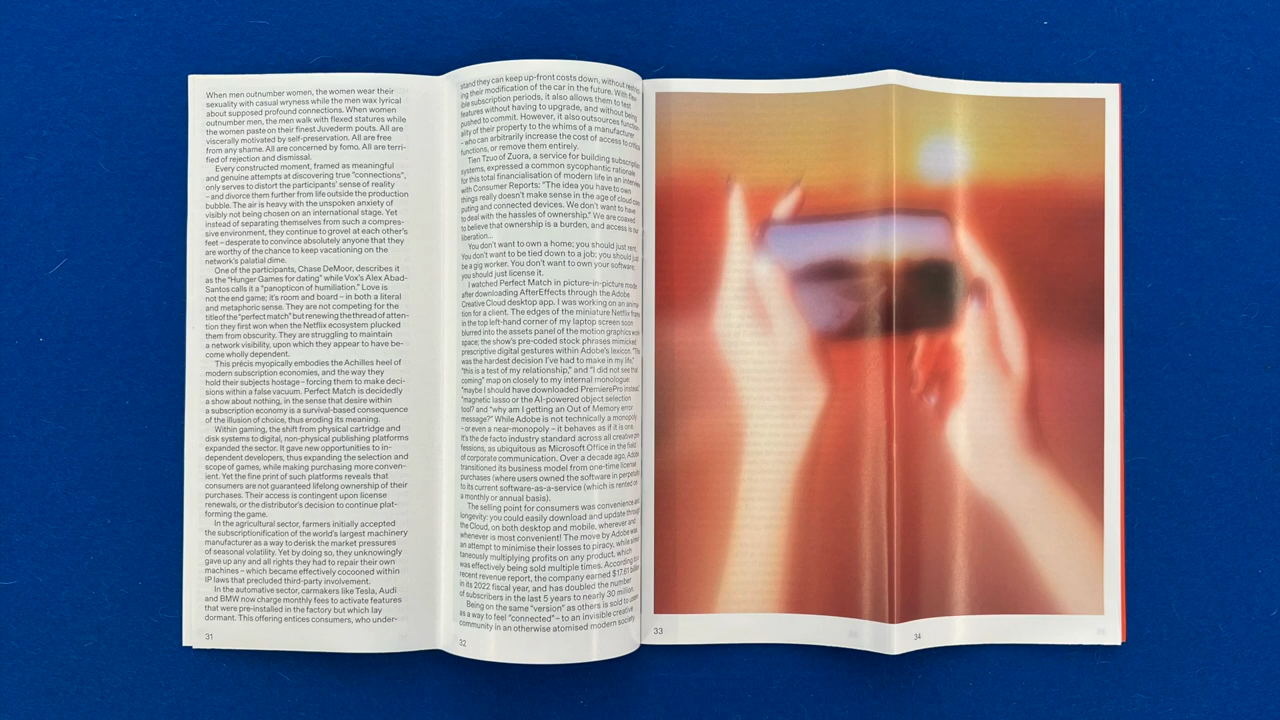 When men outnumber women, the women wear their
sexuality with casual wryness while the men wax lyrical
about supposed profound connections. When women
outnumber men, the men walk with flexed statures while
the women paste on their finest Juvederm pouts. All are
viscerally motivated by self-preservation. All are free
from any shame. All are concerned by fomo. All are terri-
fied of rejection and dismissal.
Every constructed moment, framed as meaningful
and genuine attempts at discovering true "connections",
only serves to distort the participants' sense of reality
– and divorce them further from life outside the production
bubble. The air is heavy with the unspoken anxiety of
visibly not being chosen on an international stage. Yet
instead of separating themselves from such a compres-
sive environment, they continue to grovel at each other's
feet – desperate to convince absolutely anyone that they
are worthy of the chance to keep vacationing on the
network's palatial dime.
One of the participants, Chase DeMoor, describes it
as the "Hunger Games for dating" while Vox's Alex Abad-
Santos calls it a "panopticon of humiliation." Love is
not the end game; it's room and board – in both a literal
and metaphoric sense. They are not competing for the
title of the "perfect match" but renewing the thread of atten-
tion they first won when the Netflix ecosystem plucked
them from obscurity. They are struggling to maintain
a network visibility, upon which they appear to have be-
come wholly dependent.
This précis myopically embodies the Achilles heel of
modern subscription economies, and the way they
hold their subjects hostage – forcing them to make deci-
sions within a false vacuum. Perfect Match is decidedly
a show about nothing, in the sense that desire within
a subscription economy is a survival-based consequence
of the illusion of choice, thus eroding its meaning.
Within gaming, the shift from physical cartridge and
disk systems to digital, non-physical publishing platforms
expanded the sector. It gave new opportunities to in-
dependent developers, thus expanding the selection and
scope of games, while making purchasing more conven-
ient. Yet the fine print of such platforms reveals that
consumers are not guaranteed lifelong ownership of their
purchases. Their access is contingent upon license
renewals, or the distributor's decision to continue plat-
forming the game.
In the agricultural sector, farmers initially accepted
the subscriptionification of the world's largest machinery
manufacturer as a way to derisk the market pressures
of seasonal volatility. Yet by doing so, they unknowingly
gave up any and all rights they had to repair their own
machines – which became effectively cocooned within
IP laws that precluded third-party involvement.
In the automotive sector, carmakers like Tesla, Audi
and BMW now charge monthly fees to activate features
that were pre-installed in the factory but which lay
dormant. This offering entices consumers, who under-
31
stand they can keep up-front costs down, without
ing their modification of the car in the future. With
ible subscription periods, it also allows them to test
features without having to upgrade, and without being
pushed to commit. However, it also outsources function-
ality of their property to the whims of a manufacturer
– who can arbitrarily increase the cost of access to critical
functions, or remove them entirely.
Tien Tzuo of Zuora, a service for building subscription
systems, expressed a common sycophantic rationale
for this total financialisation of modern life in an interview
with Consumer Reports: "The idea you have to own
things really doesn't make sense in the age of cloud com-
puting and connected devices. We don't want to have
to deal with the hassles of ownership." We are coaxed
to believe that ownership is a burden, and access is our
liberation...
You don't want to own a home; you should just rent.
You don't want to be tied down to a job; you should just
be a gig worker. You don't want to own your software;
you should just license it.
I watched Perfect Match in picture-in-picture mode
after downloading AfterEffects through the Adobe
Creative Cloud desktop app. I was working on an anima-
tion for a client. The edges of the miniature Netflix frame
in the top left-hand corner of my laptop screen soon
blurred into the assets panel of the motion graphics work
space; the show's pre-coded stock phrases mimicked
prescriptive digital gestures within Adobe's lexicon. "This
was the hardest decision I've had to make in my life,"
"this is a test of my relationship," and "I did not see that
coming" map on closely to my internal monologue:
"maybe I should have downloaded PremierePro instead,"
"magnetic lasso or the AI-powered object selection
tool? and "why am I getting an Out of Memory error
message?" While Adobe is not technically a monopoly
– or even a near-monopoly – it behaves as if it is one.
It's the de facto industry standard across all creative pro-
fessions, as ubiquitous as Microsoft Office in the field
of corporate communication. Over a decade ago, Adobe
transitioned its business model from one-time license
purchases (where users owned the software in perpetuity)
to its current software-as-a-service (which is rented on
a monthly or annual basis).
The selling point for consumers was convenience and
longevity: you could easily download and update through
the Cloud, on both desktop and mobile, wherever and
whenever is most convenient! The move by Adobe was
an attempt to minimise their losses to piracy, while simul-
taneously multiplying profits on any product, which
was effectively being sold multiple times. According to a
recent revenue report, the company earned $17.61 billion
in its 2022 fiscal year, and has doubled the number
of subscribers in the last 5 years to nearly 30 million.
Being on the same "version" as others is sold to users
as a way to feel "connected" – to an invisible creative
community in an otherwise atomised modern society.
32
33
34